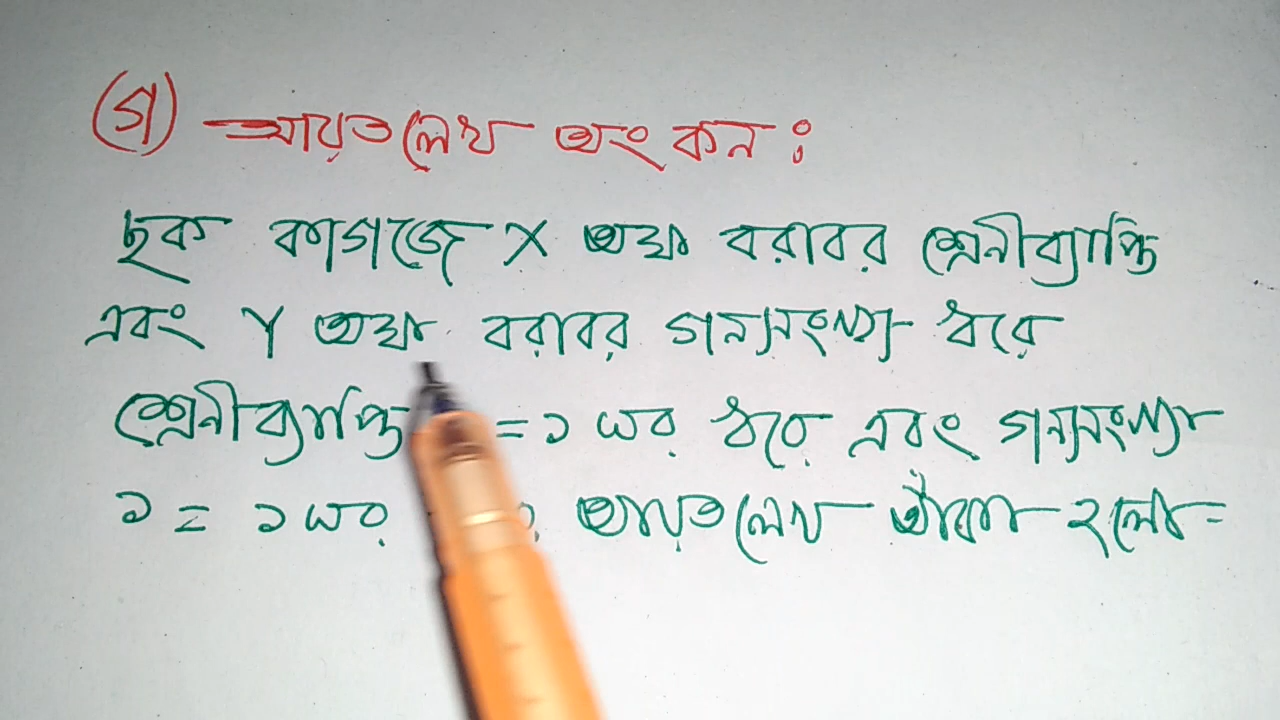 (গ) আয়তলেখ অংকন :
ছক কাগজে X অক্ষ বরাবর শ্রেনীব্যাপ্তি
এবং Y অক্ষ বরাবর গনসংখ্যা ধরে
শ্রেনীব্যাপ্তি = ১ ঘর ধরে এবং গনসংখ্যা
১ = ১ ঘর আয়তলেখ আঁকা হলো-